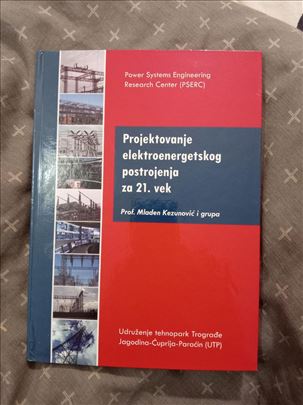 Power Systems Engineering
Research Center (PSERC)
Projektovanje
elektroenergetskog
postrojenja
za 21. vek
Prof. Mladen Kezunović i grupa
Udruženje tehnopark Trograđe
Jagodina-Ćuprija-Paraćin (UTP)